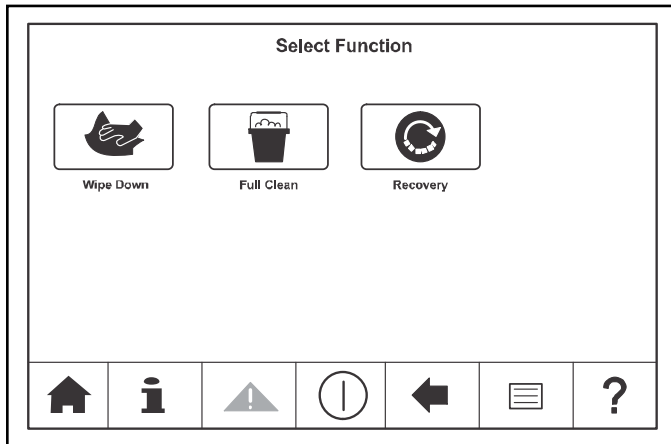 Select Function
Wipe Down
Full Clean
Recovery
i
!
?